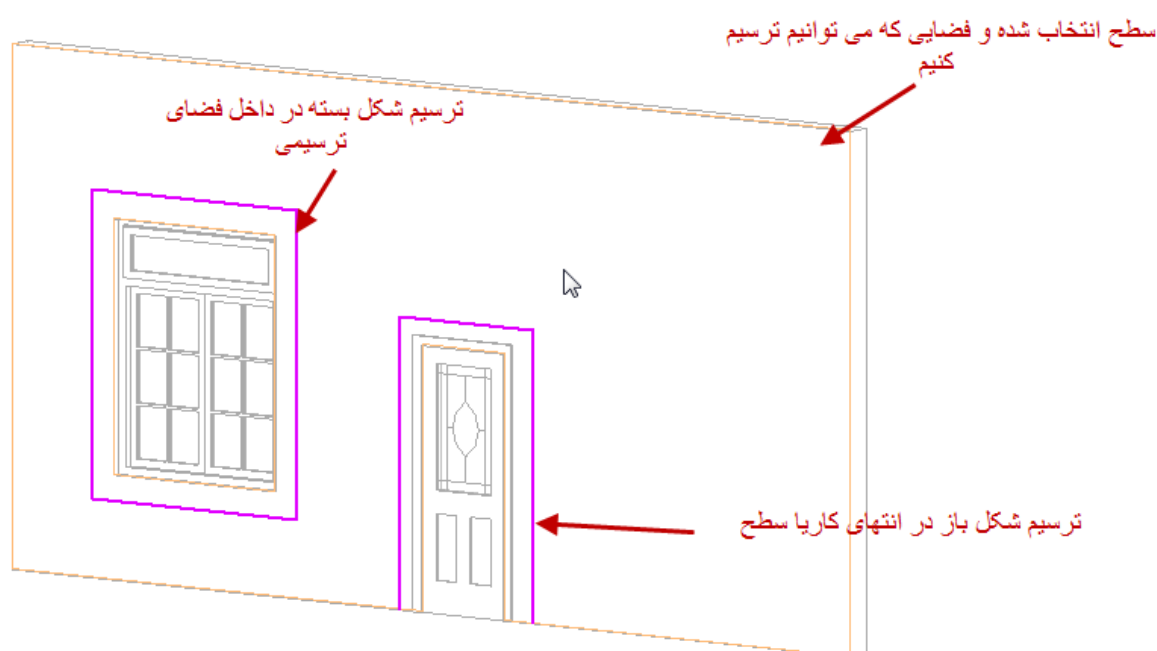 سطح انتخاب شده و فضایی که می توانیم ترسیم
کنیم
ترسیم شکل بسته در داخل فضای
ترسیمی
ترسیم شکل باز در انتهای کاریا سطح